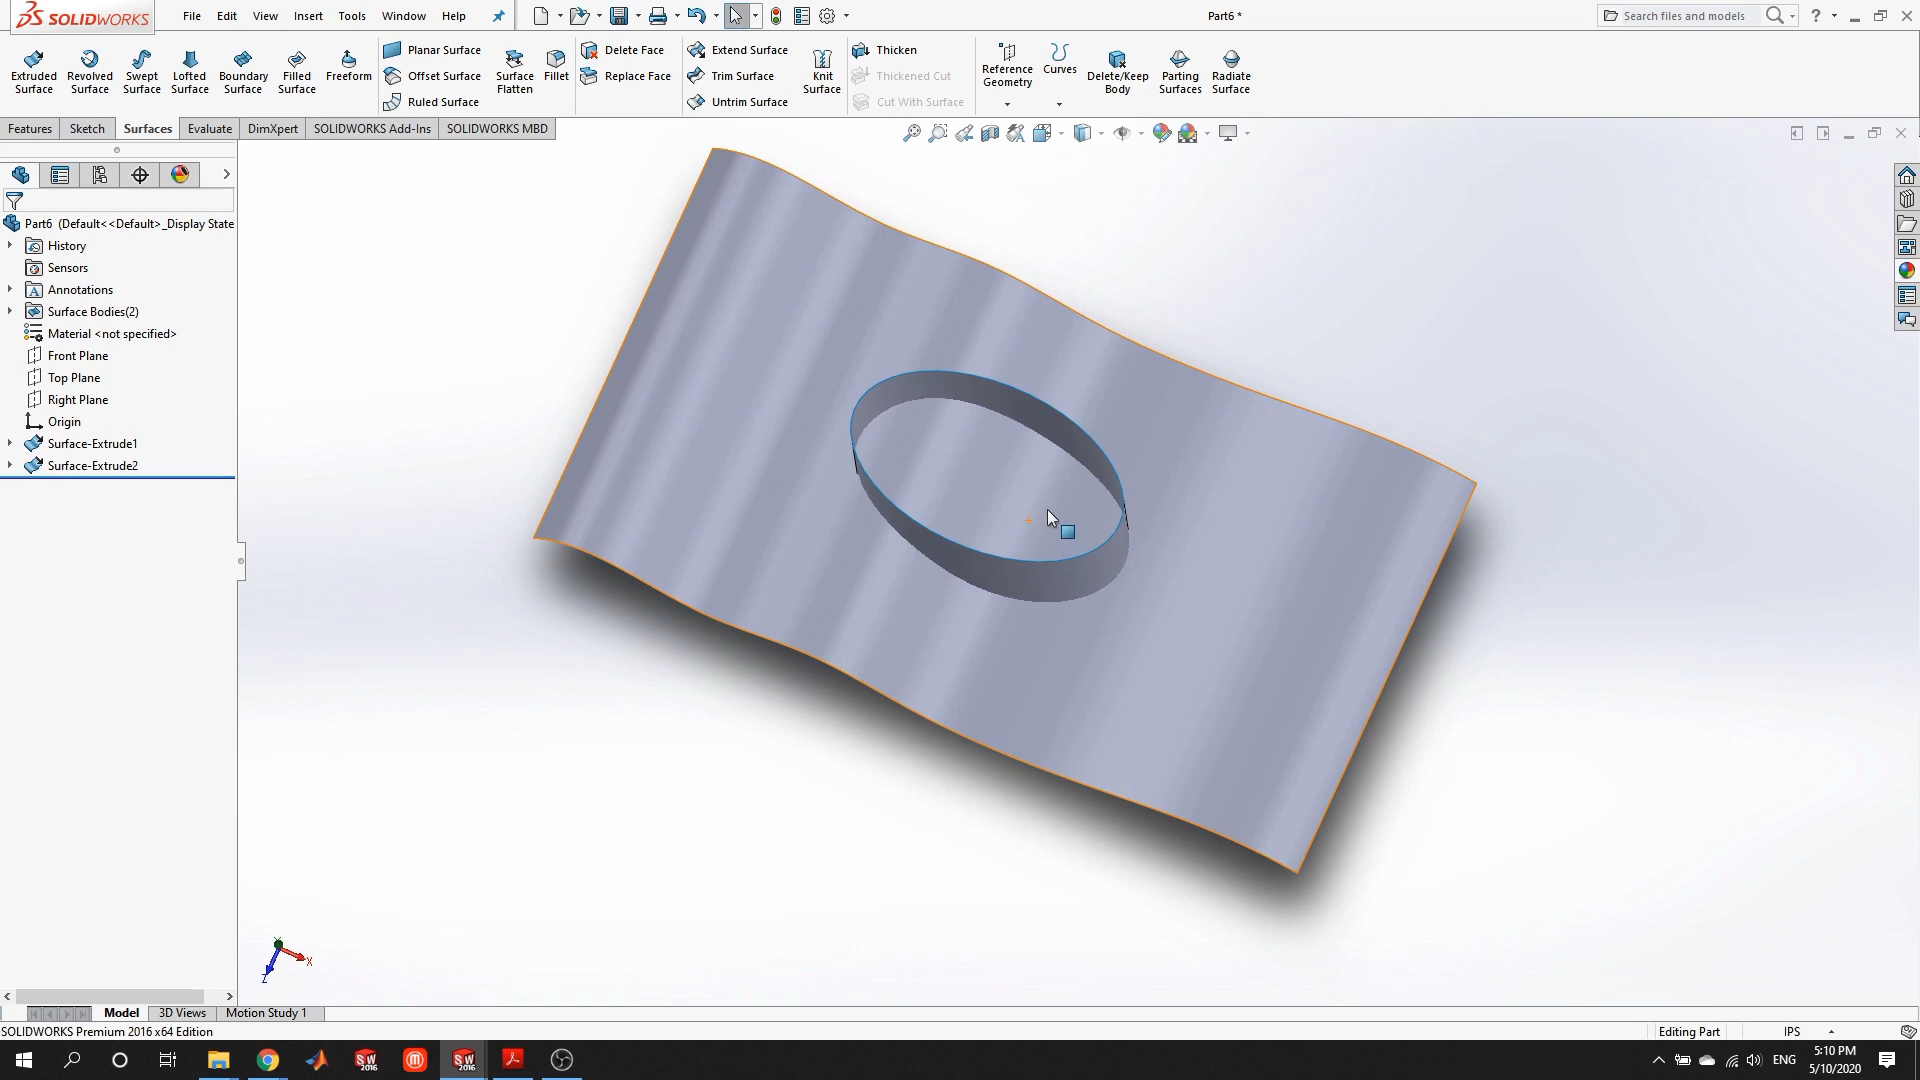 SOLIDWORKS
File Edit View Insert Tools Window Help
Part6 *
Search files and models
Extruded Surface
Revolved Surface
Swept Surface
Lofted Surface
Boundary Surface
Filled Surface
Freeform
Planar Surface
Offset Surface
Ruled Surface
Surface Flatten
Fillet
Delete Face
Replace Face
Extend Surface
Trim Surface
Untrim Surface
Knit Surface
Thicken
Thickened Cut
Cut With Surface
Reference Geometry
Curves
Delete/Keep Body
Parting Surfaces
Radiate Surface
Features Sketch Surfaces Evaluate DimXpert SOLIDWORKS Add-Ins SOLIDWORKS MBD
Part6 (Default<<Default>_Display State
History
Sensors
Annotations
Surface Bodies(2)
Material <not specified>
Front Plane
Top Plane
Right Plane
Origin
Surface-Extrude1
Surface-Extrude2
X
Z
Model 3D Views Motion Study 1
SOLIDWORKS Premium 2016 x64 Edition
Editing Part
IPS
SW 2016
SW 2016
ENG
5:10 PM
5/10/2020